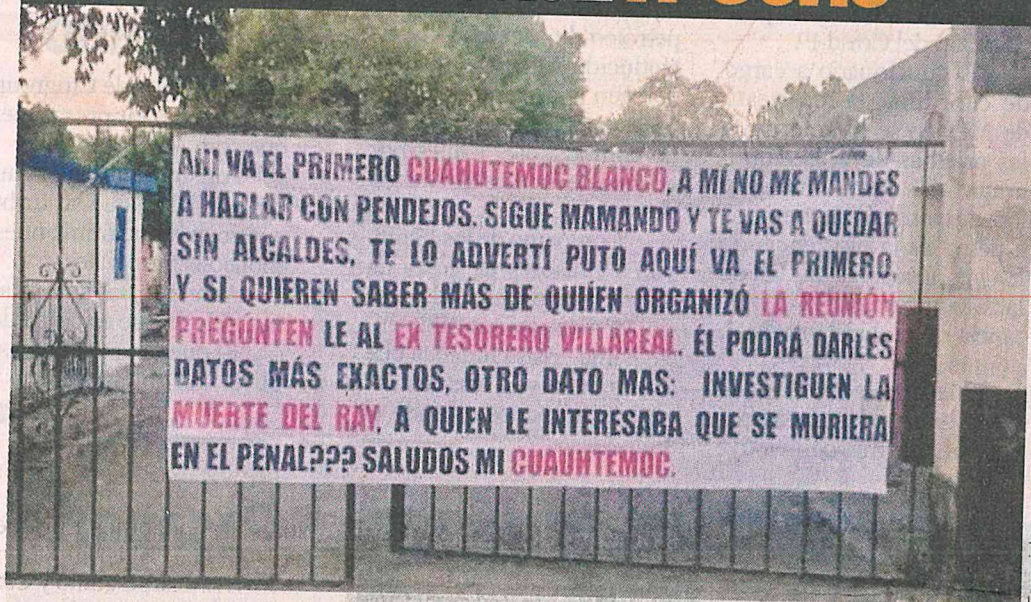 AHI VA EL PRIMERO CUAHUTEMOC BLANCO, A MÍ NO ME MANDES
A HABLAR CON PENDEJOS. SIGUE MAMANDO Y TE VAS A QUEDAR
SIN ALCALDES, TE LO ADVERTÍ PUTO AQUÍ VA EL PRIMERO.
Y SI QUIEREN SABER MÁS DE QUIÍEN ORGANIZÓ LA REUNIÓN
PREGÚNTEN LE AL EX TESORERO VILLAREAL. ÉL PODRÁ DARLES
DATOS MÁS EXACTOS, OTRO DATO MAS: INVESTIGUEN LA
MUERTE DEL RAY. A QUIEN LE INTERESABA QUE SE MURIERA
EN EL PENAL??? SALUDOS MI CUAUHTEMOC.